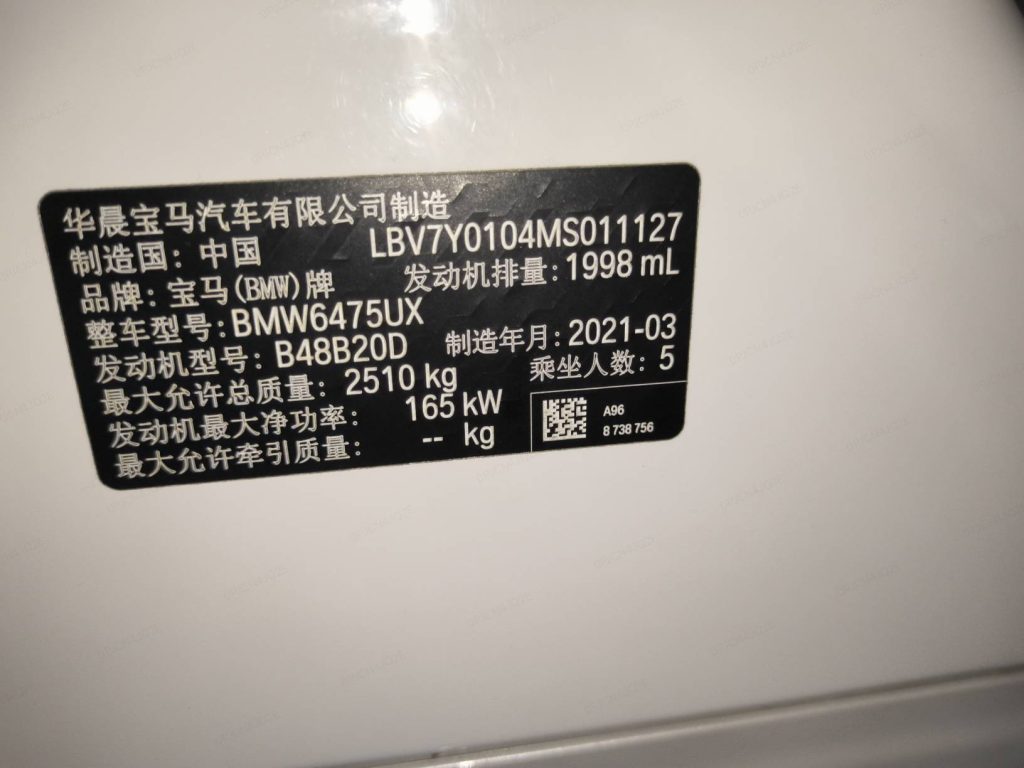 华晨宝马汽车有限公司制造
制造国: 中国 LBV7Y0104MS011127
品牌: 宝马(BMW)牌 发动机排量: 1998 mL
整车型号: BMW6475UX
发动机型号: B48B20D 制造年月: 2021-03
最大允许总质量: 2510 kg 乘坐人数: 5
发动机最大净功率: 165 kW
最大允许牵引质量: -- kg
A96
8 738 756